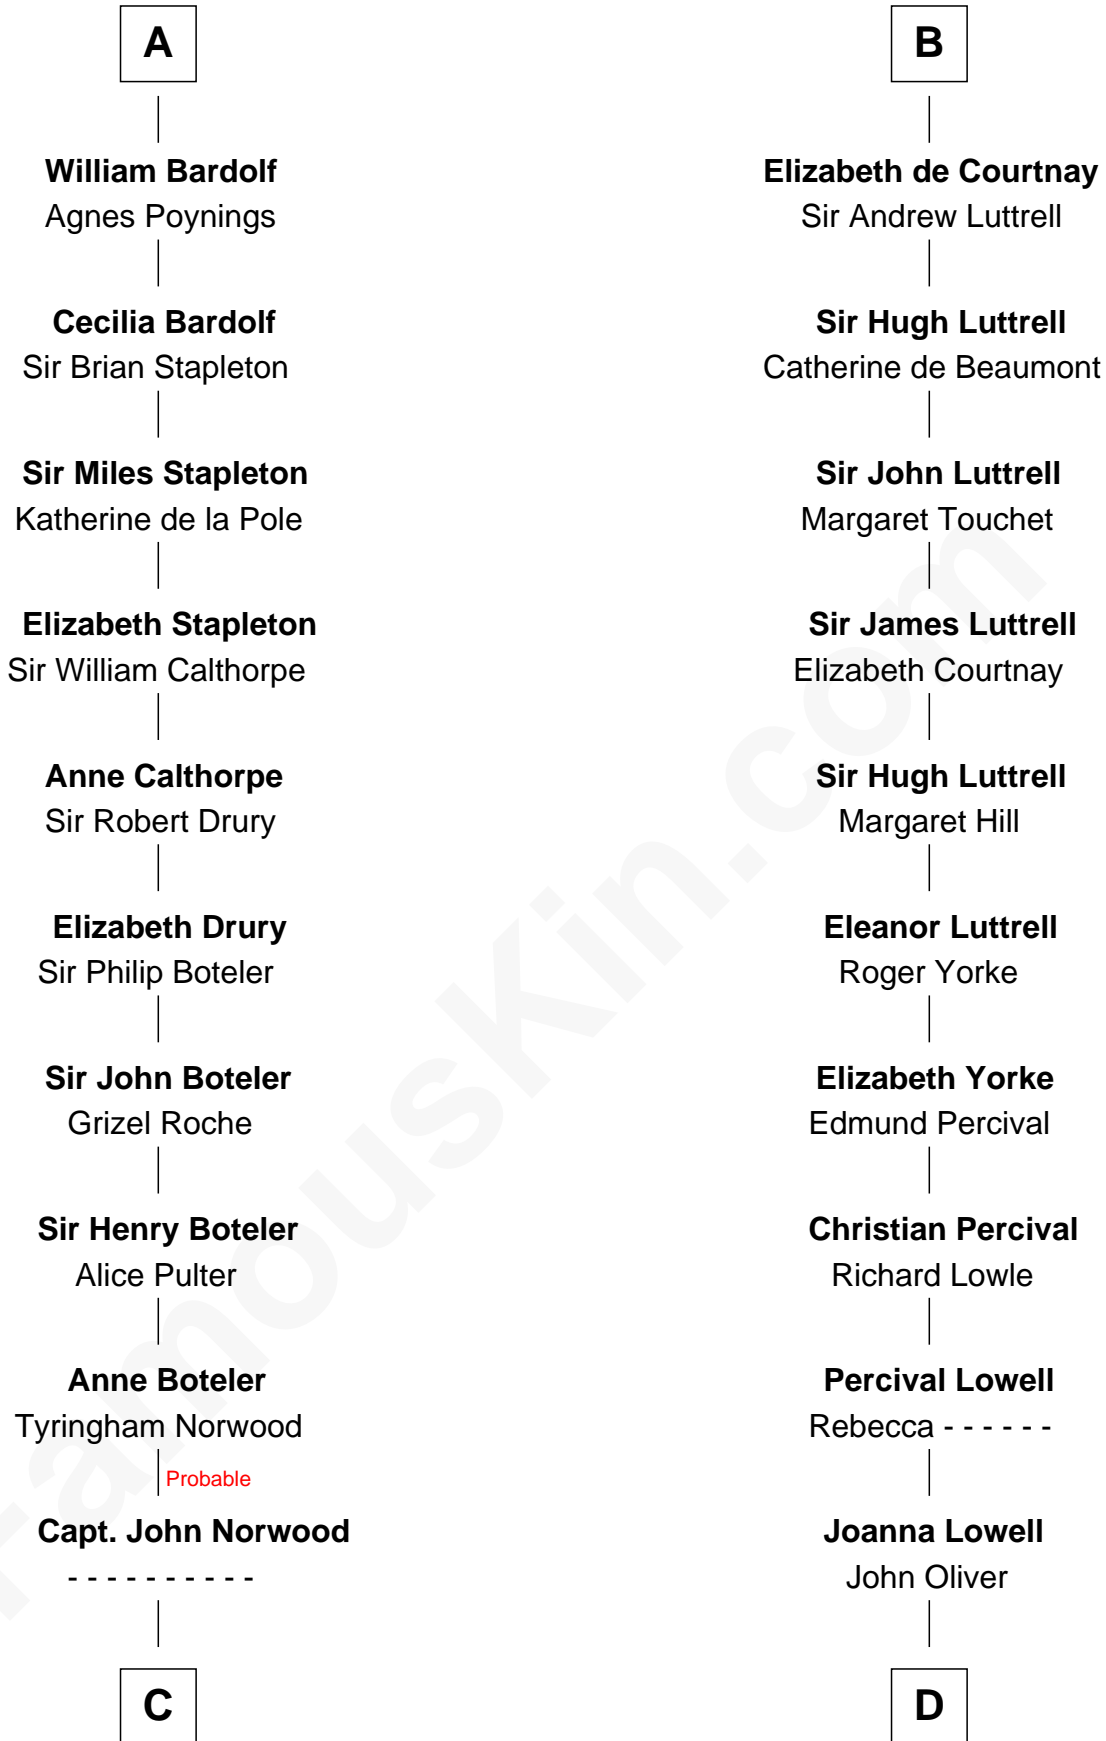 A
William Bardolf
Agnes Poynings
Cecilia Bardolf
Sir Brian Stapleton
Sir Miles Stapleton
Katherine de la Pole
Elizabeth Stapleton
Sir William Calthorpe
Anne Calthorpe
Sir Robert Drury
Elizabeth Drury
Sir Philip Boteler
Sir John Boteler
Grizel Roche
Sir Henry Boteler
Alice Pulter
Anne Boteler
Tyringham Norwood
Probable
Capt. John Norwood
- - - - - - - - - -
C
B
Elizabeth de Courtnay
Sir Andrew Luttrell
Sir Hugh Luttrell
Catherine de Beaumont
Sir John Luttrell
Margaret Touchet
Sir James Luttrell
Elizabeth Courtnay
Sir Hugh Luttrell
Margaret Hill
Eleanor Luttrell
Roger Yorke
Elizabeth Yorke
Edmund Percival
Christian Percival
Richard Lowle
Percival Lowell
Rebecca - - - - - -
Joanna Lowell
John Oliver
D
FamousKin.com